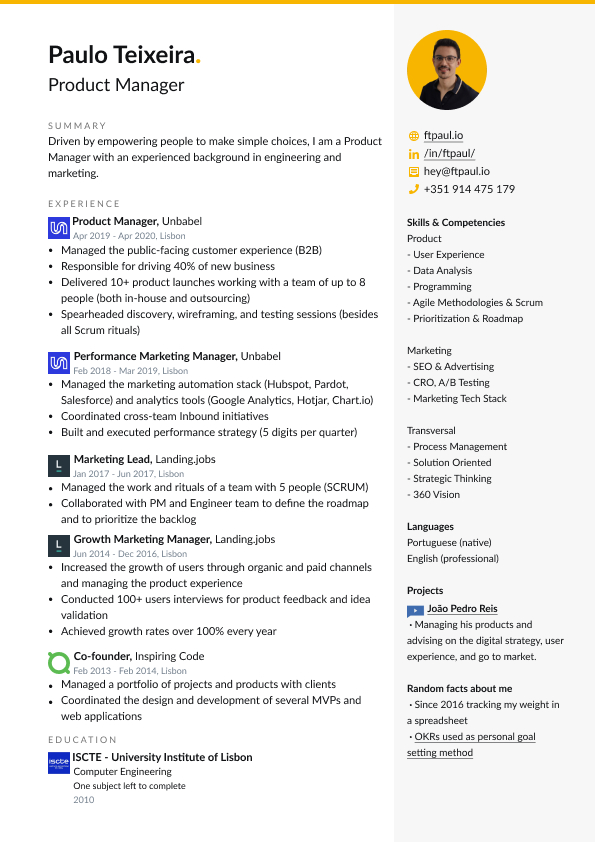 Paulo Teixeira.
Product Manager
SUMMARY
Driven by empowering people to make simple choices, I am a Product
Manager with an experienced background in engineering and
marketing.
EXPERIENCE
Product Manager, Unbabel
Apr 2019 - Apr 2020, Lisbon
• Managed the public-facing customer experience (B2B)
• Responsible for driving 40% of new business
• Delivered 10+ product launches working with a team of up to 8
people (both in-house and outsourcing)
• Spearheaded discovery, wireframing, and testing sessions (besides
all Scrum rituals)
Performance Marketing Manager, Unbabel
Feb 2018 - Mar 2019, Lisbon
• Managed the marketing automation stack (Hubspot, Pardot,
Salesforce) and analytics tools (Google Analytics, Hotjar, Chart.io)
• Coordinated cross-team Inbound initiatives
• Built and executed performance strategy (5 digits per quarter)
L
Marketing Lead, Landing.jobs
Jan 2017 - Jun 2017, Lisbon
• Managed the work and rituals of a team with 5 people (SCRUM)
• Collaborated with PM and Engineer team to define the roadmap
and to prioritize the backlog
L
Growth Marketing Manager, Landing.jobs
Jun 2014 - Dec 2016, Lisbon
• Increased the growth of users through organic and paid channels
and managing the product experience
• Conducted 100+ users interviews for product feedback and idea
validation
• Achieved growth rates over 100% every year
Co-founder, Inspiring Code
Feb 2013 - Feb 2014, Lisbon
• Managed a portfolio of projects and products with clients
• Coordinated the design and development of several MVPs and
web applications
EDUCATION
iscte
ISCTE - University Institute of Lisbon
Computer Engineering
One subject left to complete
2010
ftpaul.io
in /in/ftpaul/
hey@ftpaul.io
+351 914 475 179
Skills & Competencies
Product
- User Experience
- Data Analysis
- Programming
- Agile Methodologies & Scrum
- Prioritization & Roadmap
Marketing
- SEO & Advertising
- CRO, A/B Testing
- Marketing Tech Stack
Transversal
- Process Management
- Solution Oriented
- Strategic Thinking
- 360 Vision
Languages
Portuguese (native)
English (professional)
Projects
João Pedro Reis
· Managing his products and
advising on the digital strategy, user
experience, and go to market.
Random facts about me
· Since 2016 tracking my weight in
a spreadsheet
· OKRs used as personal goal
setting method